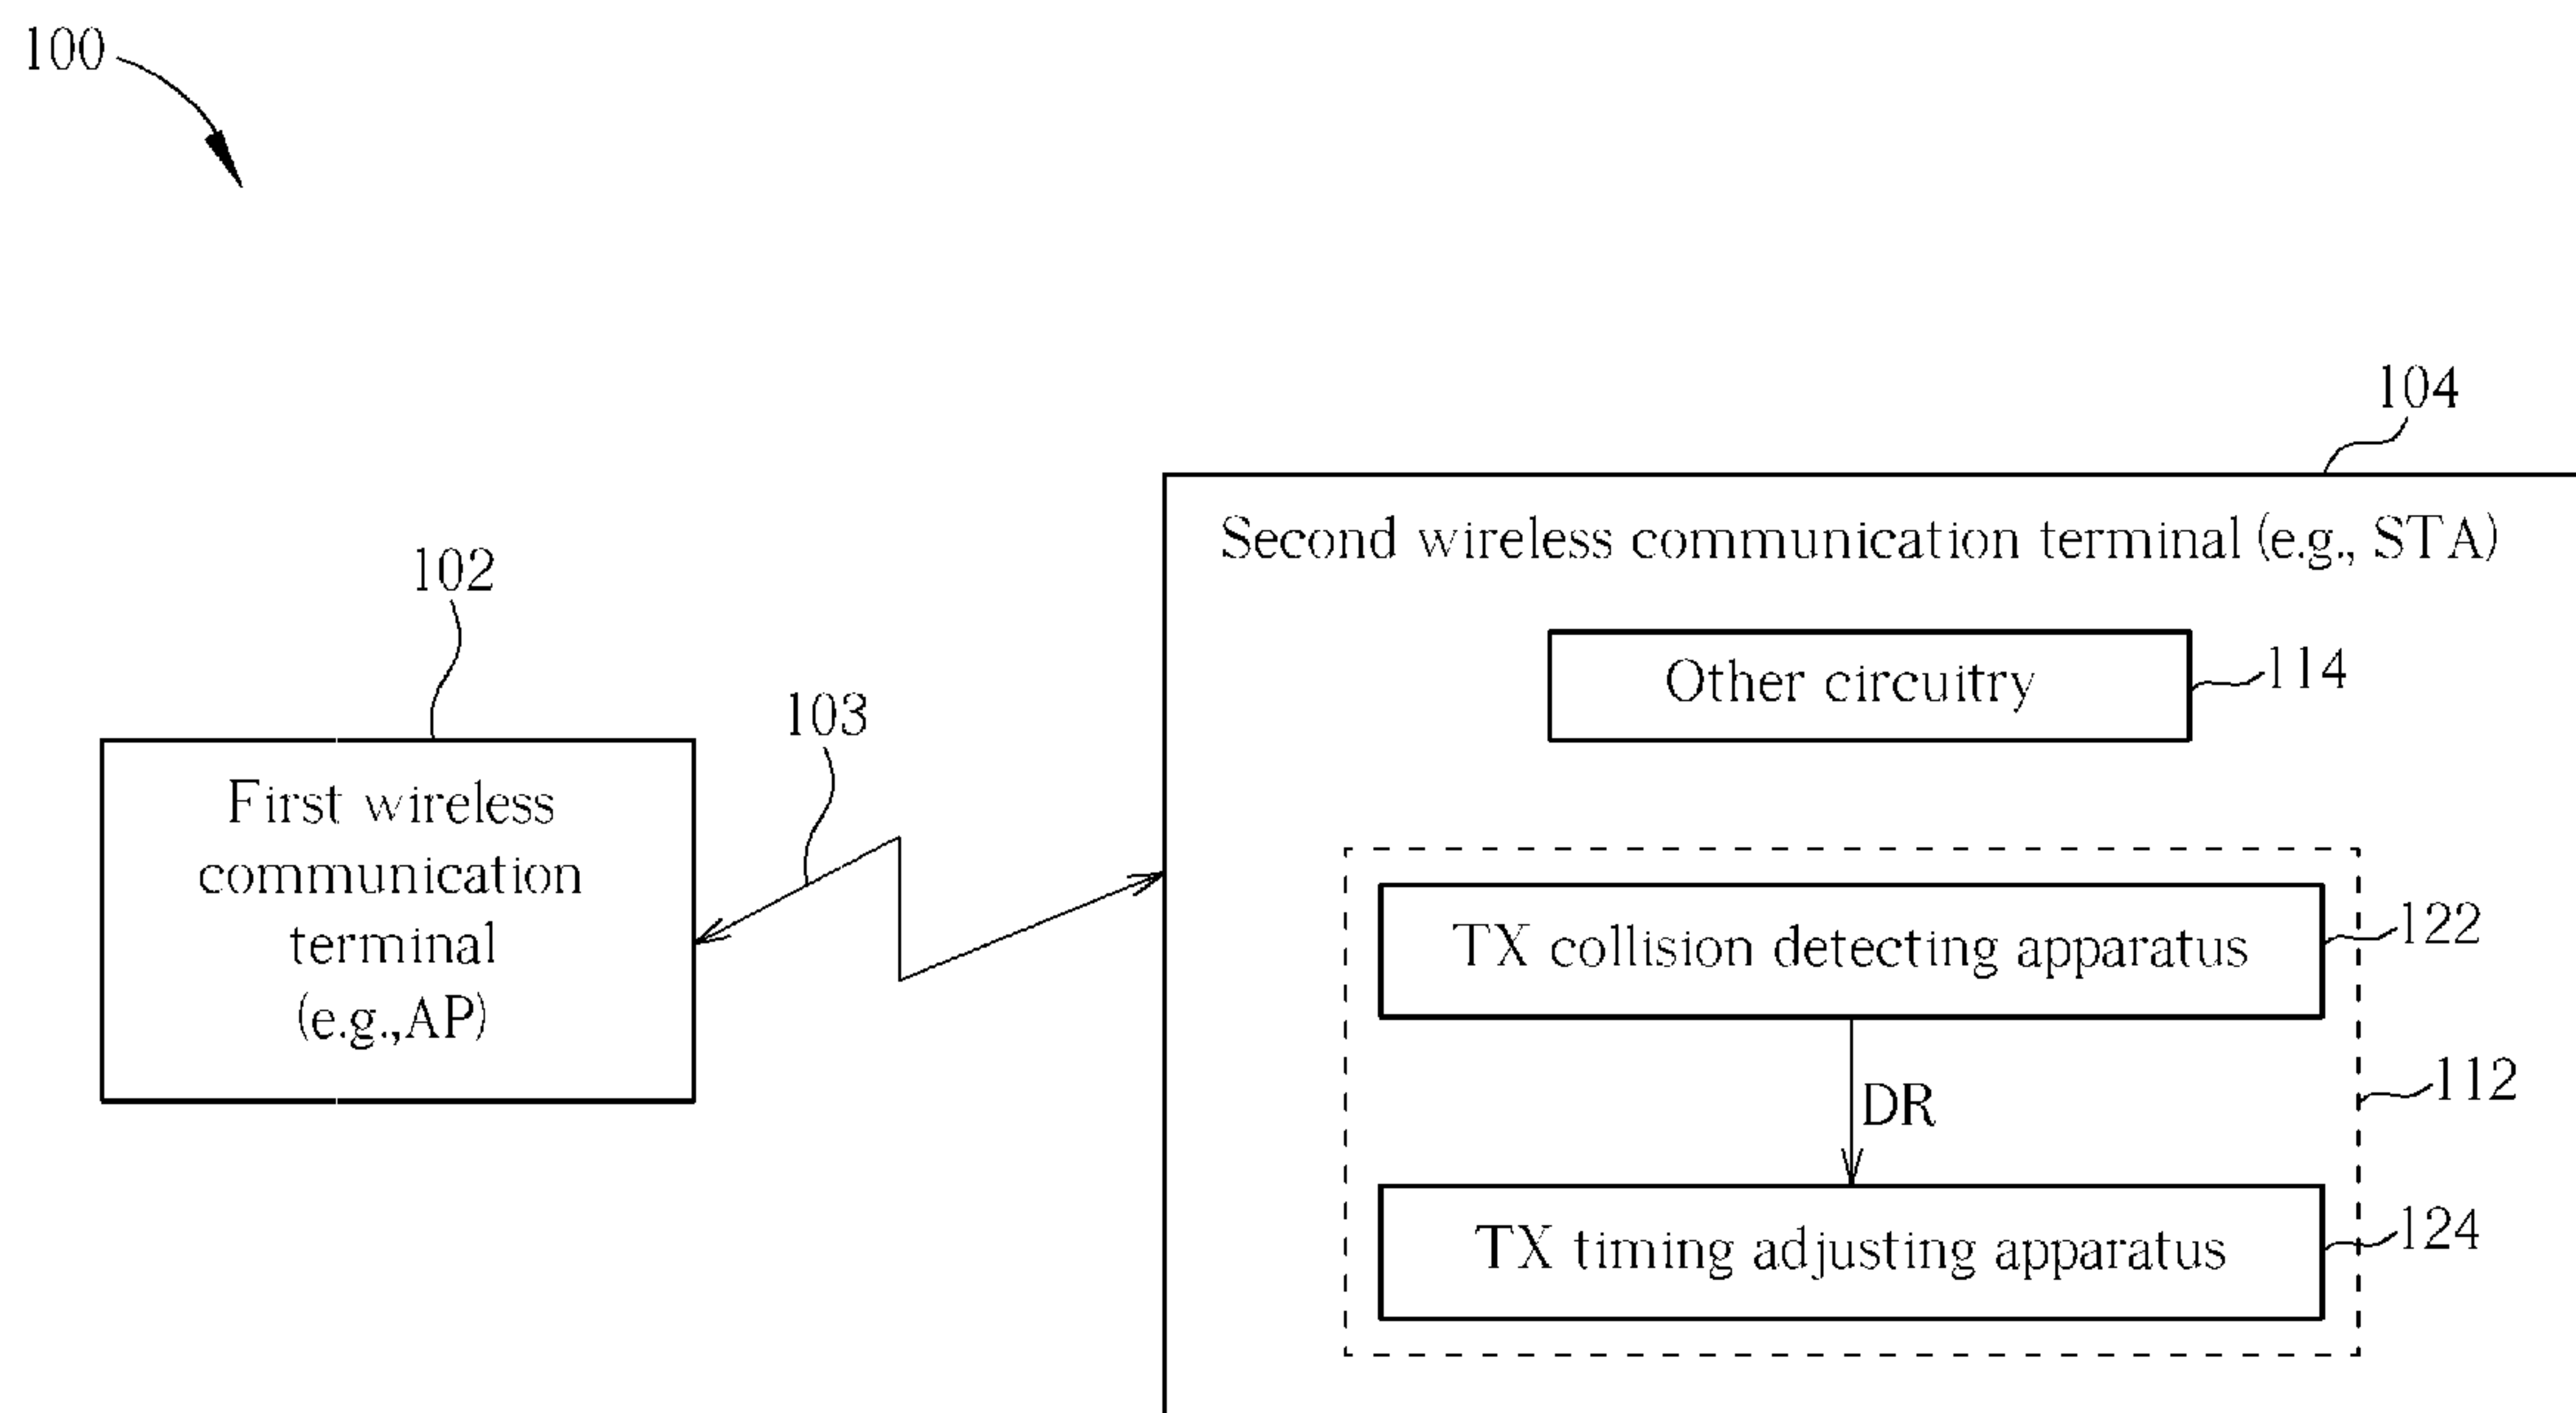 100
104
Second wireless communication terminal (e.g., STA)
102
Other circuitry
114
103
First wireless
communication
terminal
(e.g.,AP)
TX collision detecting apparatus
122
DR
112
TX timing adjusting apparatus
124